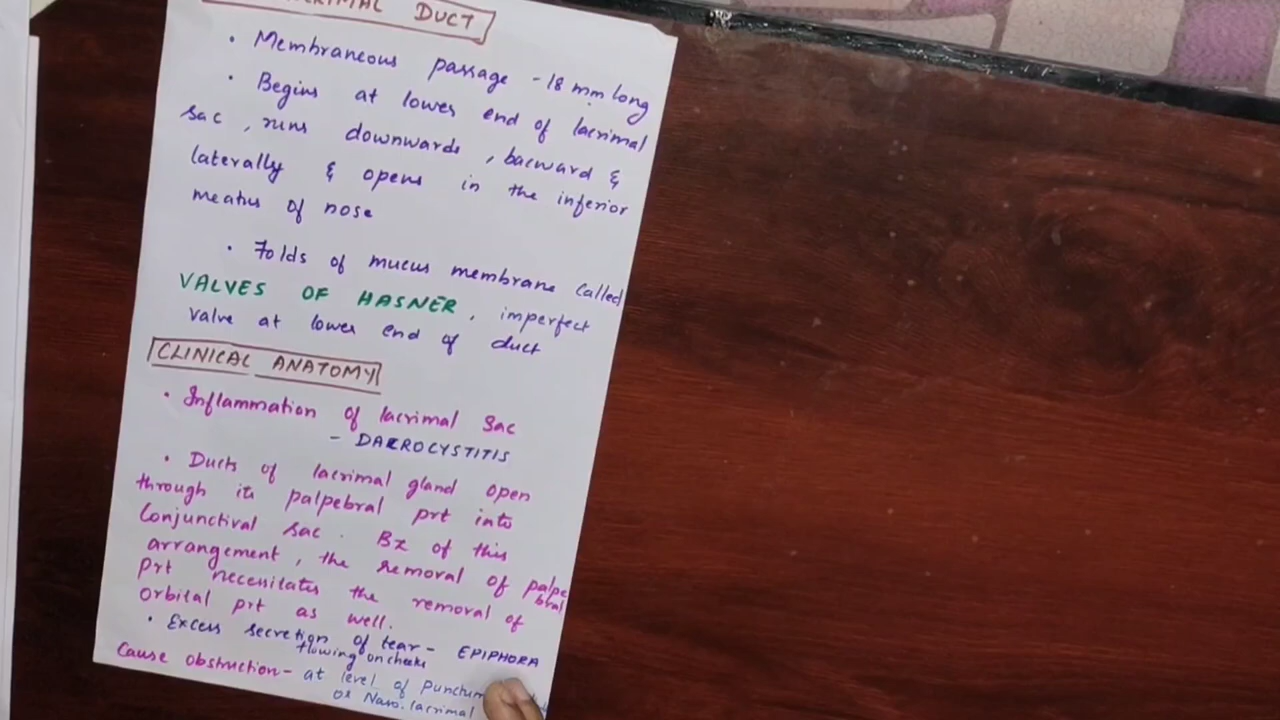 DUCT
• Membraneous passage - 18 mm long
• Begins at lower end of lacrimal
sac, runs downwards, bacward &
laterally & opens in the inferior
meatus of nose
• Folds of mucus membrane called
VALVES OF HASNER, imperfect
valve at lower end of duct
CLINICAL ANATOMY
• Inflammation of lacrimal sac
- DACROCYSTITIS
• Ducts of lacrimal gland open
through its palpebral prt into
Conjunctival sac. Bz of this
arrangement, the removal of palpe
bral
prt necessitates the removal of
orbital prt as well.
• Excess secretion of tear - EPIPHORA
flowing on cheeks
Cause obstruction - at level of Punctum
or Naso.lacrimal